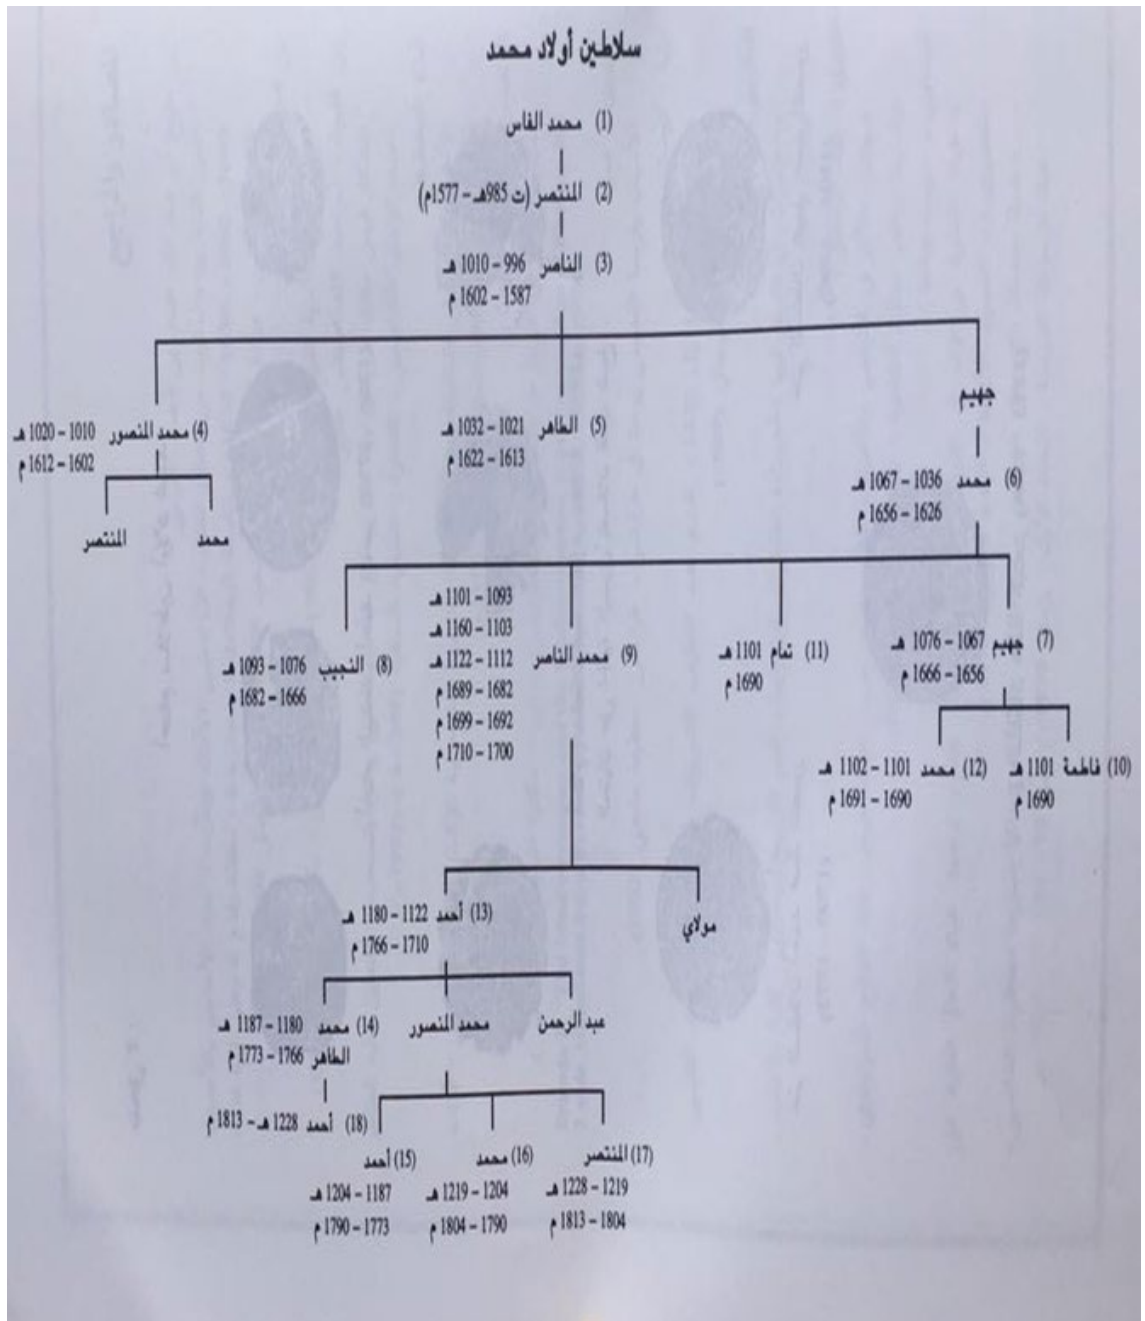 سلاطين أولاد محمد
(1) محمد الفاس
(2) المنتصر (ت 985هـ – 1577م)
(3) الناصر 996 – 1010 هـ
1587 – 1602 م
جهيم
(5) الطاهر 1021 – 1032 هـ
1613 – 1622 م
(4) محمد المنصور 1010 – 1020 هـ
1602 – 1612 م
محمد
المنتصر
(6) محمد 1036 – 1067 هـ
1626 – 1656 م
(7) جهيم 1067 – 1076 هـ
1656 – 1666 م
(11) تمام 1101 هـ
1690 م
1093 – 1101 هـ
1103 – 1160 هـ
(9) محمد الناصر 1112 – 1122 هـ
1682 – 1689 م
1692 – 1699 م
1700 – 1710 م
(8) النجيب 1076 – 1093 هـ
1666 – 1682 م
(10) فاطمة 1101 هـ
1690 م
(12) محمد 1101 – 1102 هـ
1690 – 1691 م
مولاي
(13) أحمد 1122 – 1180 هـ
1710 – 1766 م
عبد الرحمن
محمد المنصور
(14) محمد 1180 – 1187 هـ
الطاهر 1766 – 1773 م
(18) أحمد 1228 هـ – 1813 م
(17) المنتصر
1219 – 1228 هـ
1804 – 1813 م
(16) محمد
1204 – 1219 هـ
1790 – 1804 م
(15) أحمد
1187 – 1204 هـ
1773 – 1790 م